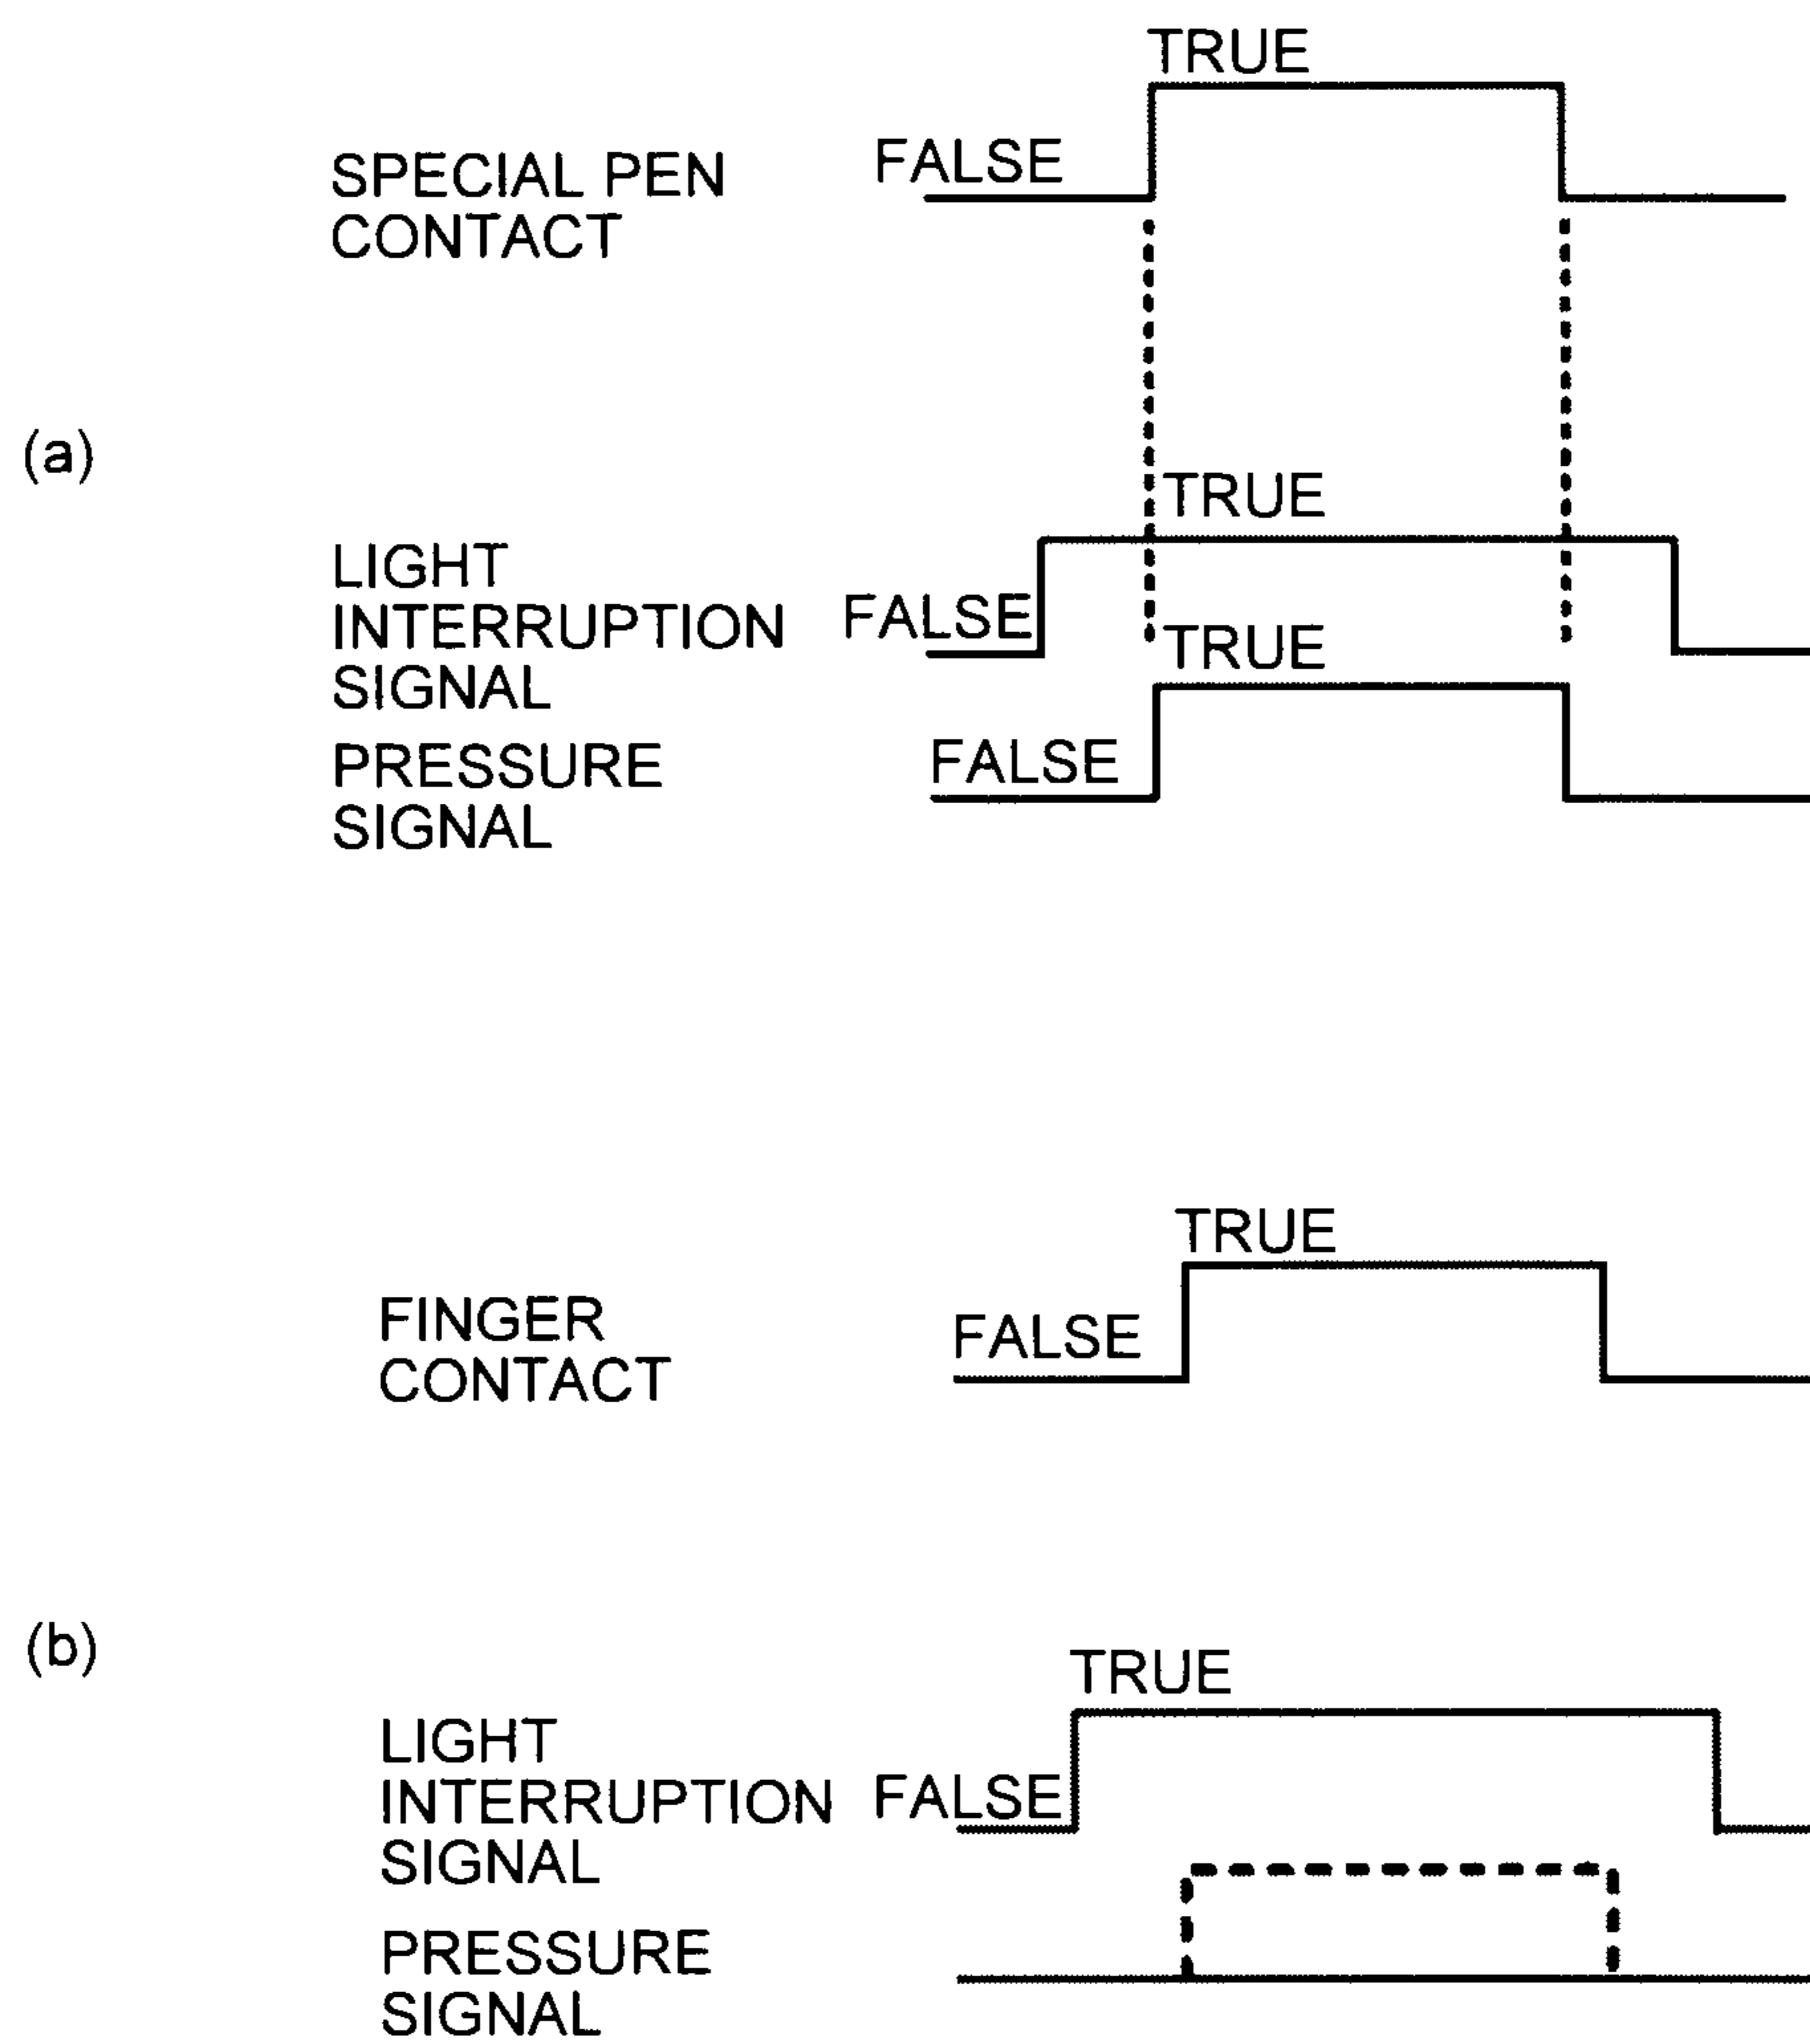 TRUE
FALSE
SPECIAL PEN
CONTACT
(a)
TRUE
LIGHT
INTERRUPTION
SIGNAL
FALSE
TRUE
PRESSURE
SIGNAL
FALSE
TRUE
FINGER
CONTACT
FALSE
(b)
TRUE
LIGHT
INTERRUPTION
SIGNAL
FALSE
PRESSURE
SIGNAL